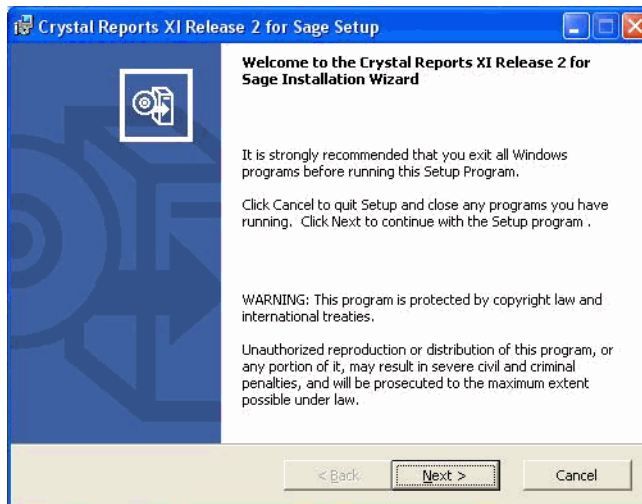 Crystal Reports XI Release 2 for Sage Setup
Welcome to the Crystal Reports XI Release 2 for
Sage Installation Wizard
It is strongly recommended that you exit all Windows
programs before running this Setup Program.
Click Cancel to quit Setup and close any programs you have
running. Click Next to continue with the Setup program .
WARNING: This program is protected by copyright law and
international treaties.
Unauthorized reproduction or distribution of this program, or
any portion of it, may result in severe civil and criminal
penalties, and will be prosecuted to the maximum extent
possible under law.
< Back
Next >
Cancel